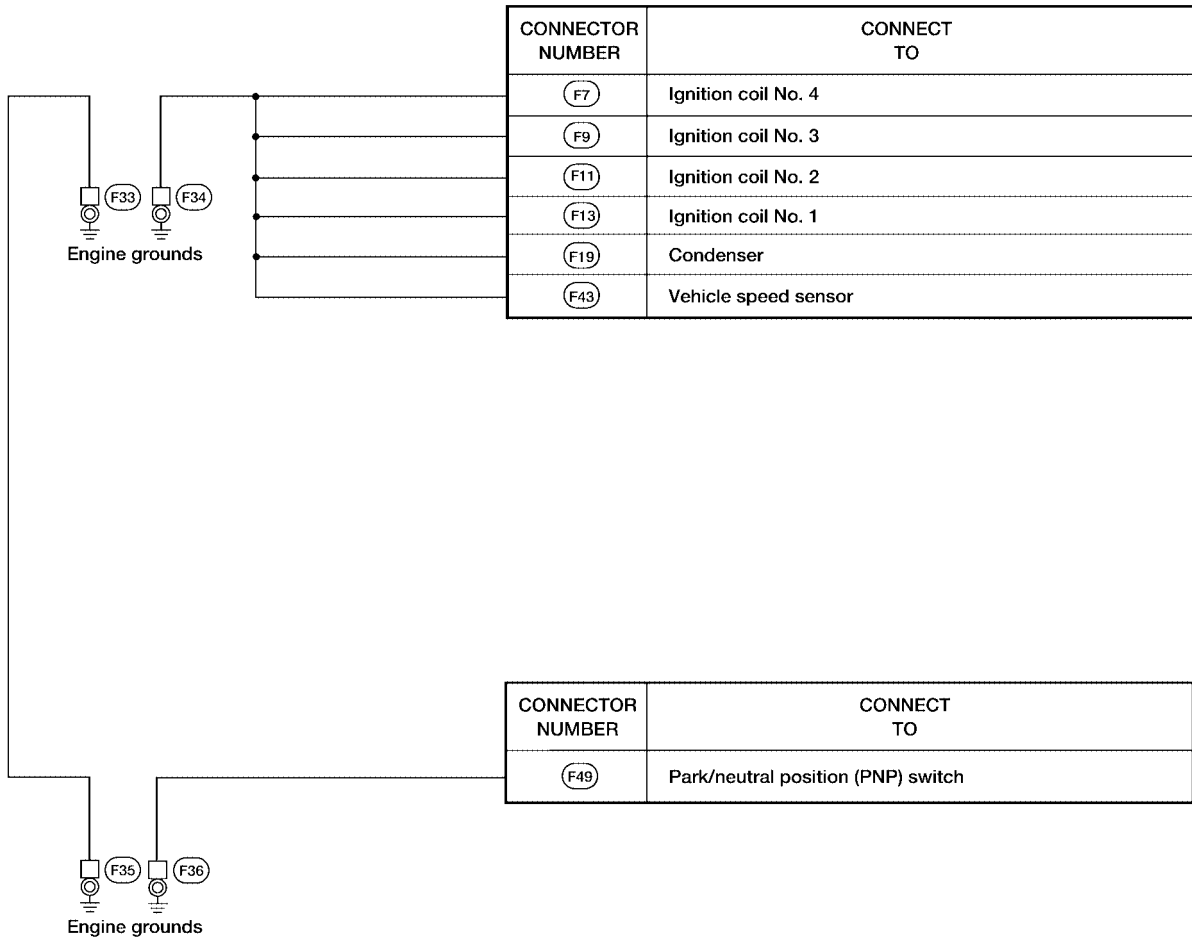 CONNECTOR NUMBER CONNECT TO
F7 Ignition coil No. 4
F9 Ignition coil No. 3
F11 Ignition coil No. 2
F13 Ignition coil No. 1
F19 Condenser
F43 Vehicle speed sensor
F33 F34
Engine grounds
CONNECTOR NUMBER CONNECT TO
F49 Park/neutral position (PNP) switch
F35 F36
Engine grounds